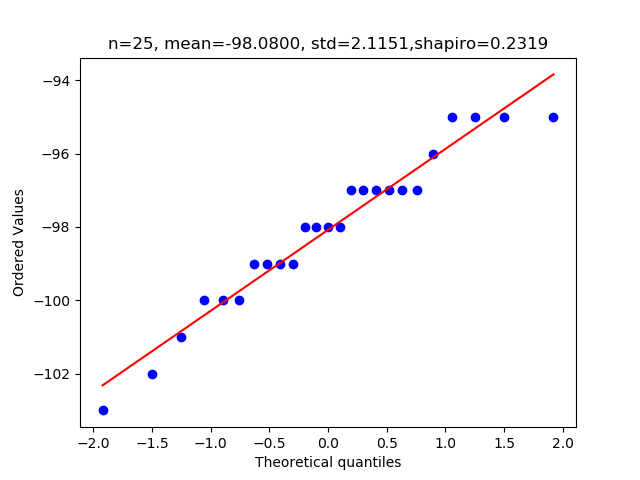 n=25, mean=-98.0800, std=2.1151,shapiro=0.2319
−94
−96
−98
−100
−102
Ordered Values
−2.0 −1.5 −1.0 −0.5 0.0 0.5 1.0 1.5 2.0
Theoretical quantiles